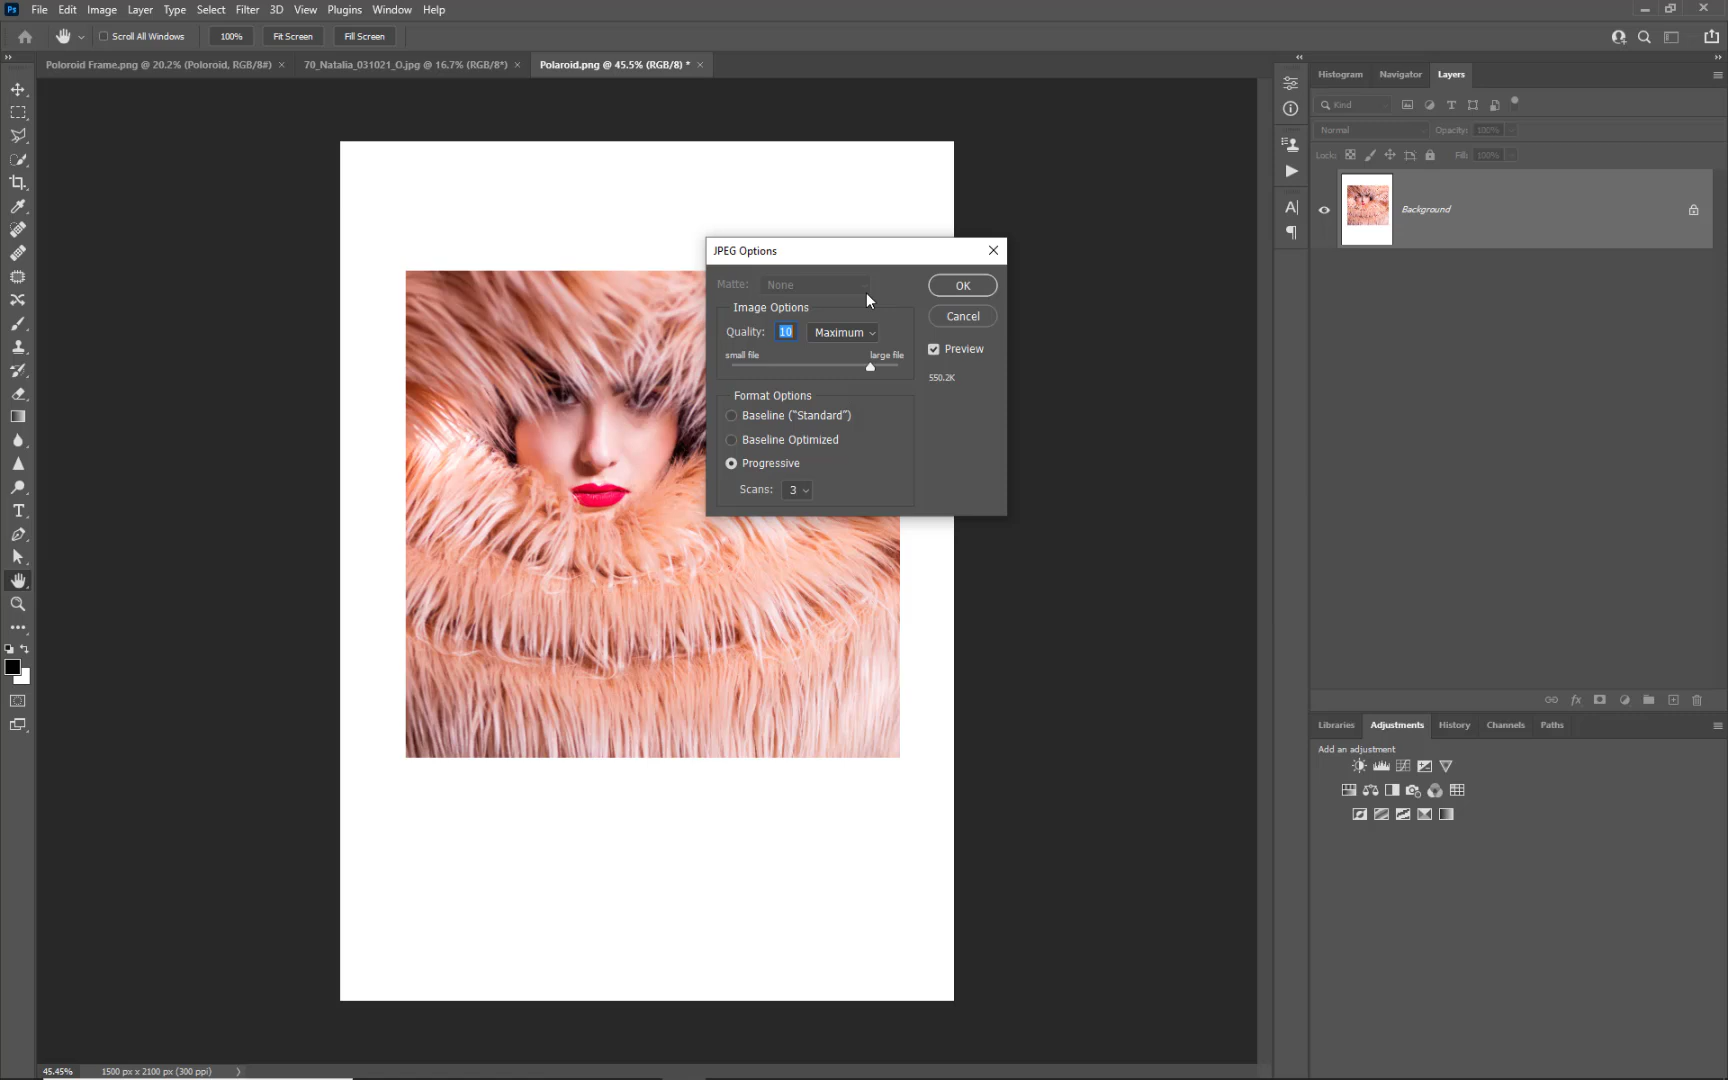 Ps File Edit Image Layer Type Select Filter 3D View Plugins Window Help
Scroll All Windows 100% Fit Screen Fill Screen
Poloroid Frame.png @ 20.2% (Poloroid, RGB/8#) × 70_Natalia_031021_O.jpg @ 16.7% (RGB/8*) × Polaroid.png @ 45.5% (RGB/8) * ×
Histogram Navigator Layers
Kind
Normal Opacity: 100%
Lock: Fill: 100%
Background
JPEG Options
Matte: None OK
Image Options
Cancel
Quality: 10 Maximum
Preview
small file large file
550.2K
Format Options
Baseline (“Standard”)
Baseline Optimized
Progressive
Scans: 3
Libraries Adjustments History Channels Paths
Add an adjustment
45.45% 1500 px x 2100 px (300 ppi)